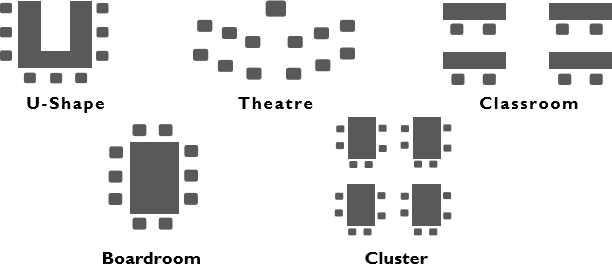 U-Shape
Theatre
Classroom
Boardroom
Cluster